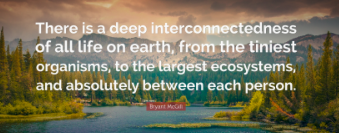 There is a deep interconnectedness
of all life on earth, from the tiniest
organisms, to the largest ecosystems,
and absolutely between each person.
Bryant McGill